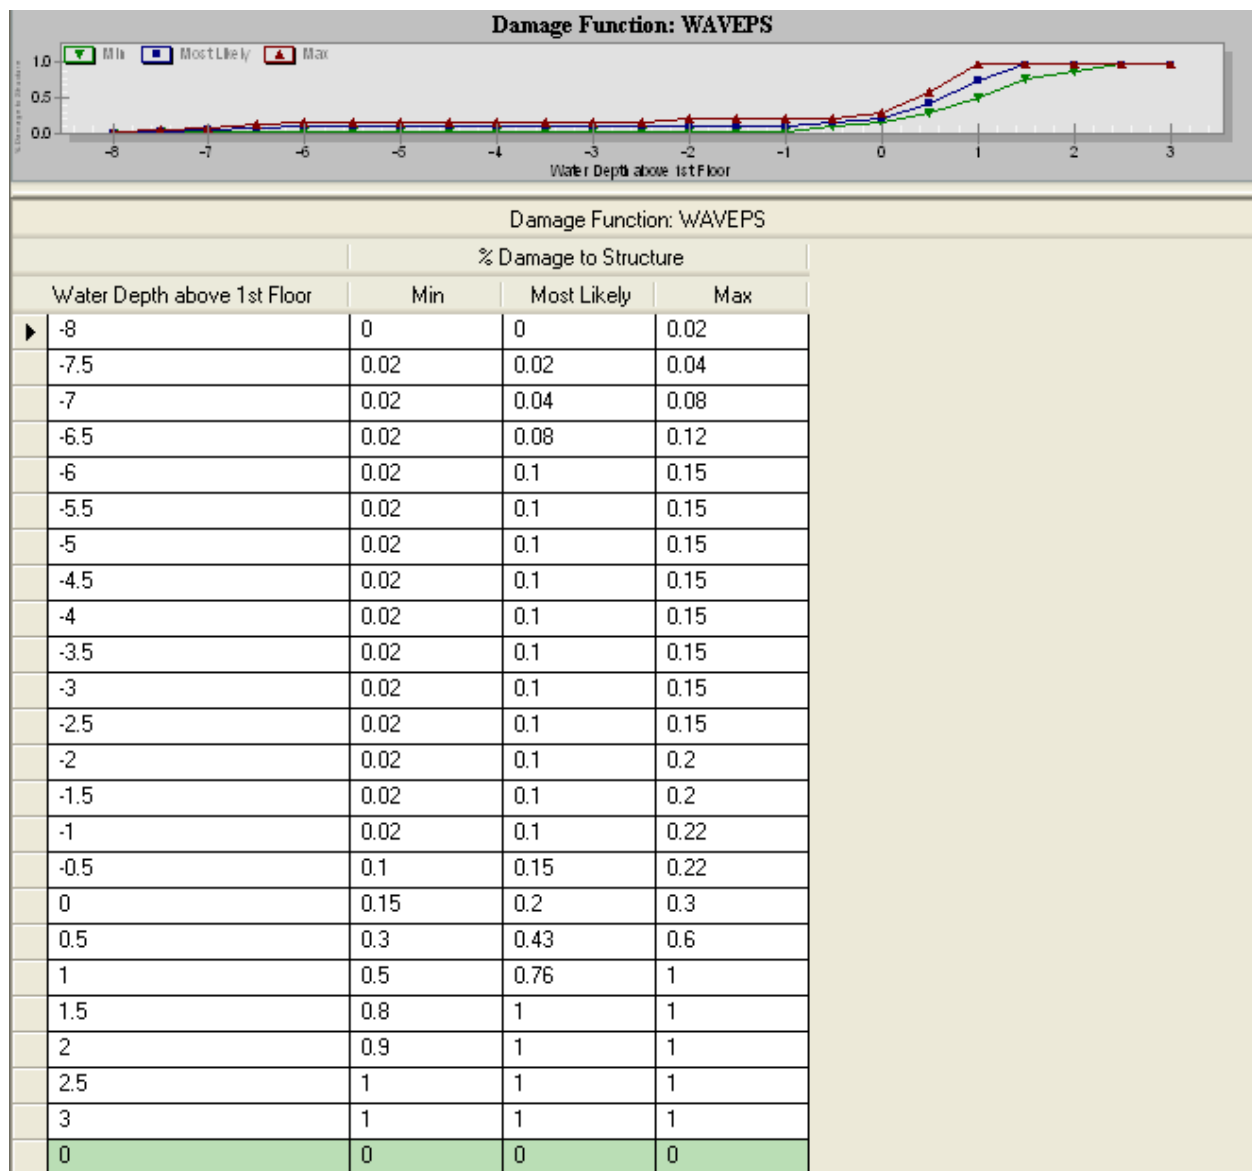 Damage Function: WAVEPS
Min Most Likely Max
1.0
0.5
0.0
% Damage to Structure
-8 -7 -6 -5 -4 -3 -2 -1 0 1 2 3
Water Depth above 1st Floor
Damage Function: WAVEPS
% Damage to Structure
Water Depth above 1st Floor Min Most Likely Max
-8 0 0 0.02
-7.5 0.02 0.02 0.04
-7 0.02 0.04 0.08
-6.5 0.02 0.08 0.12
-6 0.02 0.1 0.15
-5.5 0.02 0.1 0.15
-5 0.02 0.1 0.15
-4.5 0.02 0.1 0.15
-4 0.02 0.1 0.15
-3.5 0.02 0.1 0.15
-3 0.02 0.1 0.15
-2.5 0.02 0.1 0.15
-2 0.02 0.1 0.2
-1.5 0.02 0.1 0.2
-1 0.02 0.1 0.22
-0.5 0.1 0.15 0.22
0 0.15 0.2 0.3
0.5 0.3 0.43 0.6
1 0.5 0.76 1
1.5 0.8 1 1
2 0.9 1 1
2.5 1 1 1
3 1 1 1
0 0 0 0